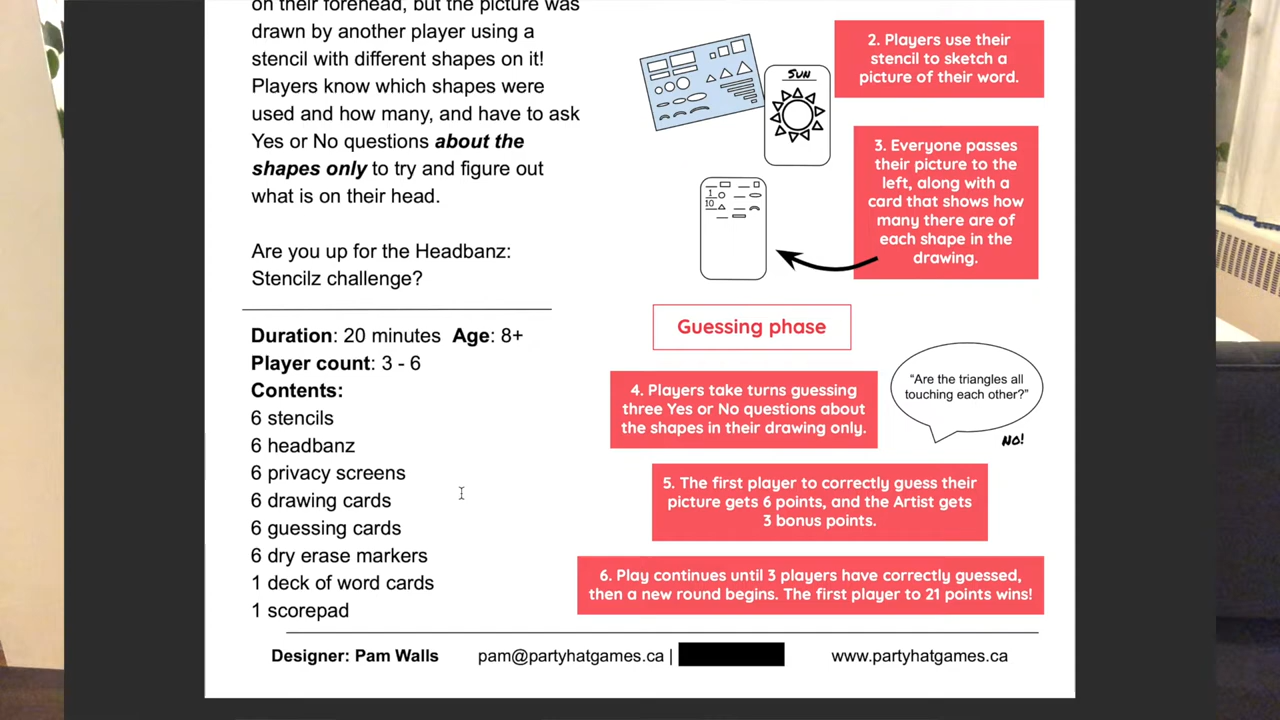 on their forehead, but the picture was
drawn by another player using a
stencil with different shapes on it!
Players know which shapes were
used and how many, and have to ask
Yes or No questions about the
shapes only to try and figure out
what is on their head.
Are you up for the Headbanz:
Stencilz challenge?
Duration: 20 minutes Age: 8+
Player count: 3 - 6
Contents:
6 stencils
6 headbanz
6 privacy screens
6 drawing cards
6 guessing cards
6 dry erase markers
1 deck of word cards
1 scorepad
2. Players use their
stencil to sketch a
picture of their word.
SUN
3. Everyone passes
their picture to the
left, along with a
card that shows how
many there are of
each shape in the
drawing.
1
10
Guessing phase
4. Players take turns guessing
three Yes or No questions about
the shapes in their drawing only.
“Are the triangles all
touching each other?”
NO!
5. The first player to correctly guess their
picture gets 6 points, and the Artist gets
3 bonus points.
6. Play continues until 3 players have correctly guessed,
then a new round begins. The first player to 21 points wins!
Designer: Pam Walls pam@partyhatgames.ca | www.partyhatgames.ca